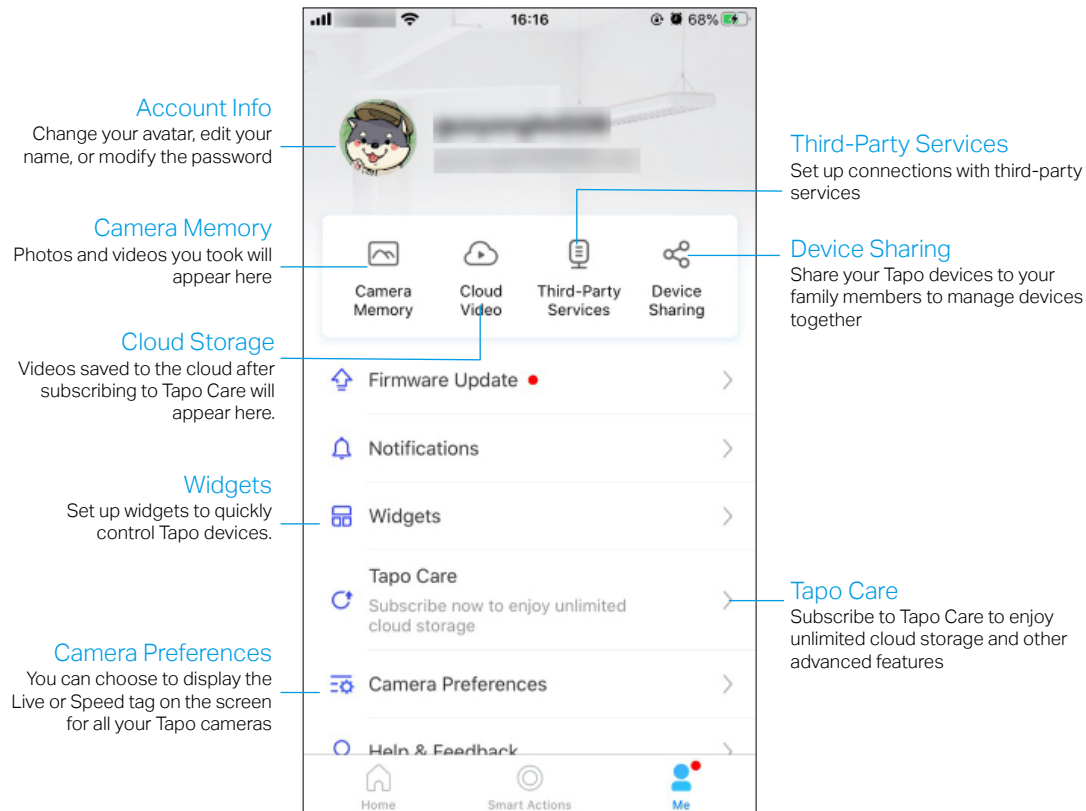 16:16
68%
Account Info
Change your avatar, edit your
name, or modify the password
Third-Party Services
Set up connections with third-party
services
Camera Memory
Photos and videos you took will
appear here
Device Sharing
Share your Tapo devices to your
family members to manage devices
together
Camera
Memory
Cloud
Video
Third-Party
Services
Device
Sharing
Cloud Storage
Videos saved to the cloud after
subscribing to Tapo Care will
appear here.
Firmware Update
Notifications
Widgets
Set up widgets to quickly
control Tapo devices.
Widgets
Tapo Care
Subscribe now to enjoy unlimited
cloud storage
Tapo Care
Subscribe to Tapo Care to enjoy
unlimited cloud storage and other
advanced features
Camera Preferences
You can choose to display the
Live or Speed tag on the screen
for all your Tapo cameras
Camera Preferences
Help & Feedback
Home
Smart Actions
Me